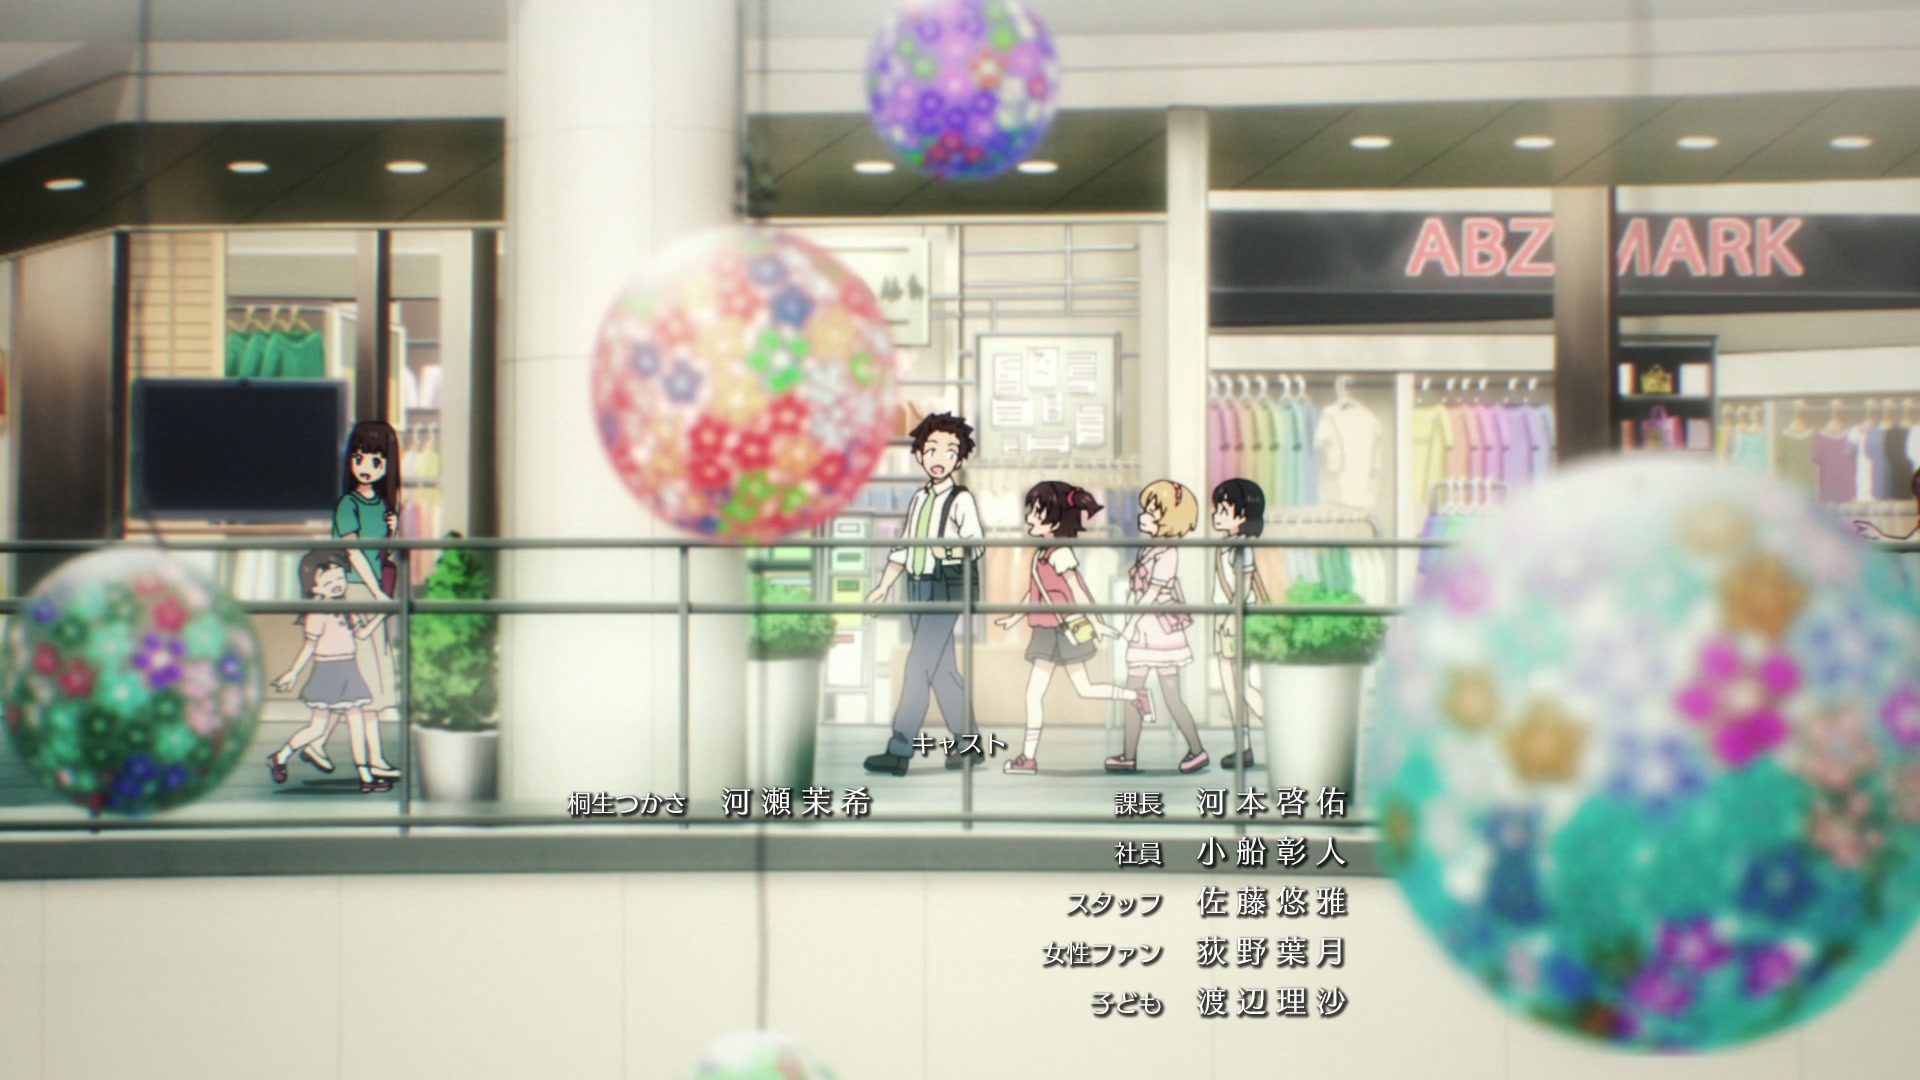 ABZ MARK
キャスト
桐生つかさ 河瀬茉希
課長 河本啓佑
社員 小船彰人
スタッフ 佐藤悠雅
女性ファン 荻野葉月
子ども 渡辺理沙